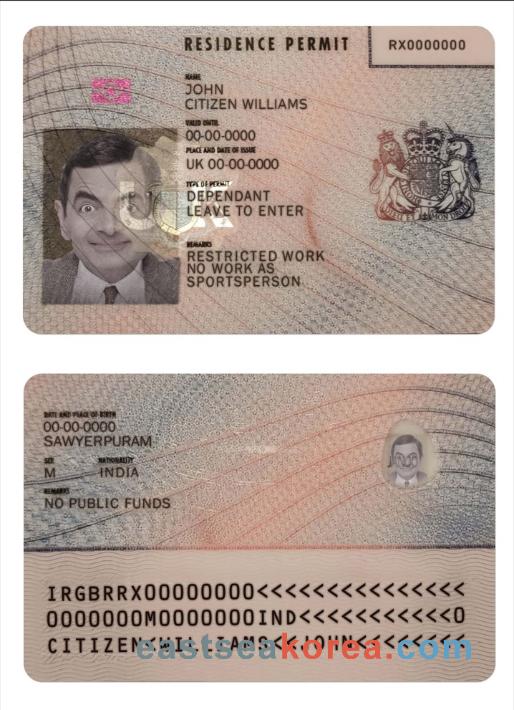 RESIDENCE PERMIT
RX0000000
NAME
JOHN
CITIZEN WILLIAMS
VALID UNTIL
00-00-0000
PLACE AND DATE OF ISSUE
UK 00-00-0000
TYPE OF PERMIT
DEPENDANT
LEAVE TO ENTER
REMARKS
RESTRICTED WORK
NO WORK AS
SPORTSPERSON
UK
DATE AND PLACE OF BIRTH
00-00-0000
SAWYERPURAM
SEX NATIONALITY
M INDIA
REMARKS
NO PUBLIC FUNDS
IRGBRRX00000000<<<<<<<<<<<<<<<
0000000M0000000IND<<<<<<<<<<<0
CITIZEN<WILLIAMS<<JOHN<<<<<<<<
eastseakorea.com